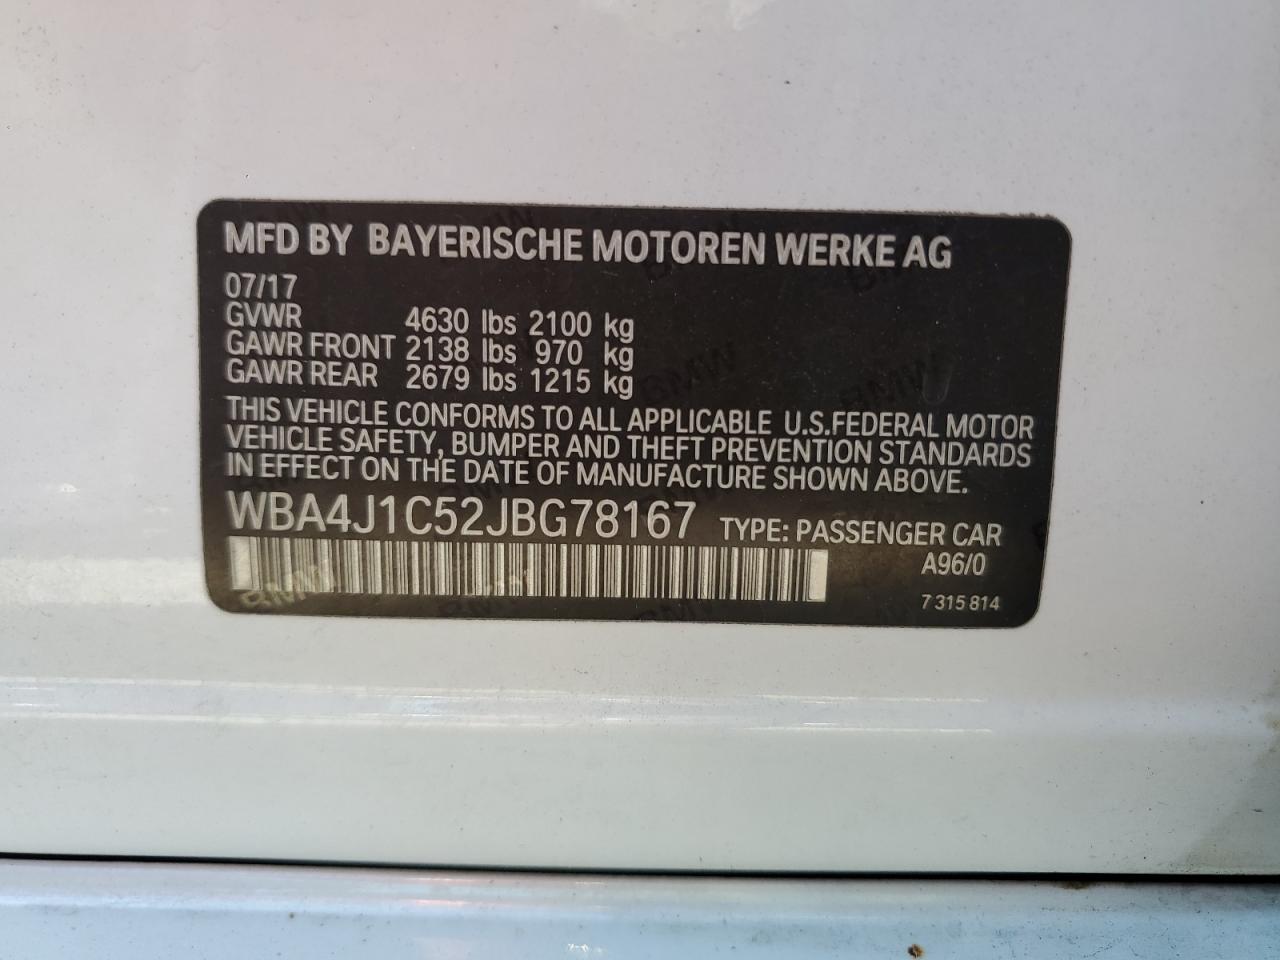 MFD BY BAYERISCHE MOTOREN WERKE AG
07/17
GVWR 4630 lbs 2100 kg
GAWR FRONT 2138 lbs 970 kg
GAWR REAR 2679 lbs 1215 kg
THIS VEHICLE CONFORMS TO ALL APPLICABLE U.S.FEDERAL MOTOR
VEHICLE SAFETY, BUMPER AND THEFT PREVENTION STANDARDS
IN EFFECT ON THE DATE OF MANUFACTURE SHOWN ABOVE.
WBA4J1C52JBG78167 TYPE: PASSENGER CAR
A96/0
7 315 814